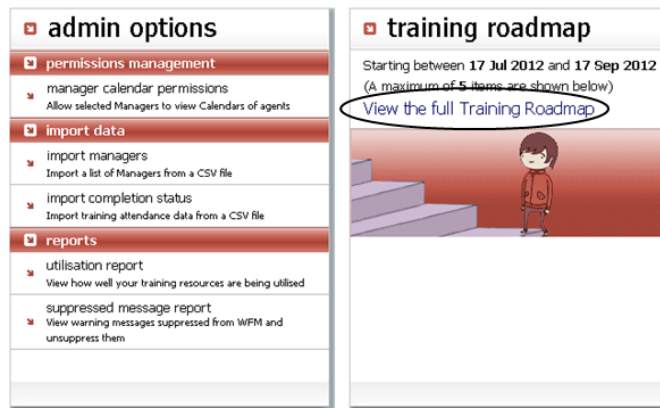 admin options
permissions management
manager calendar permissions
Allow selected Managers to view Calendars of agents
import data
import managers
Import a list of Managers from a CSV file
import completion status
Import training attendance data from a CSV file
reports
utilisation report
View how well your training resources are being utilised
suppressed message report
View warning messages suppressed from WFM and
unsuppress them
training roadmap
Starting between 17 Jul 2012 and 17 Sep 2012
(A maximum of 5 items are shown below)
View the full Training Roadmap